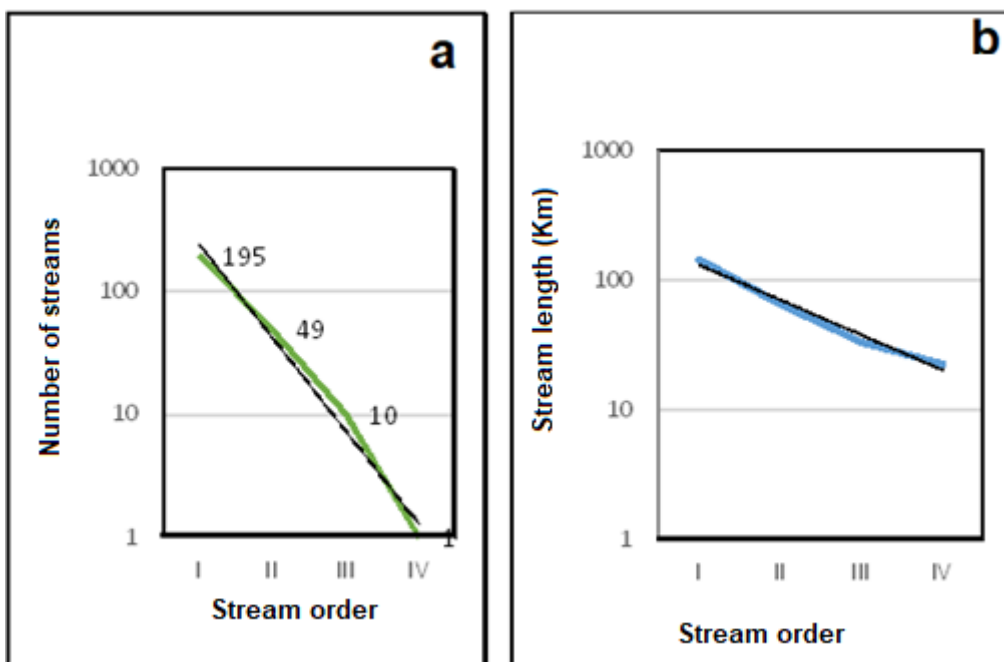 a
1000
195
100
49
10
10
1
1
I II III IV
Number of streams
Stream order
b
1000
100
10
1
I II III IV
Stream length (Km)
Stream order